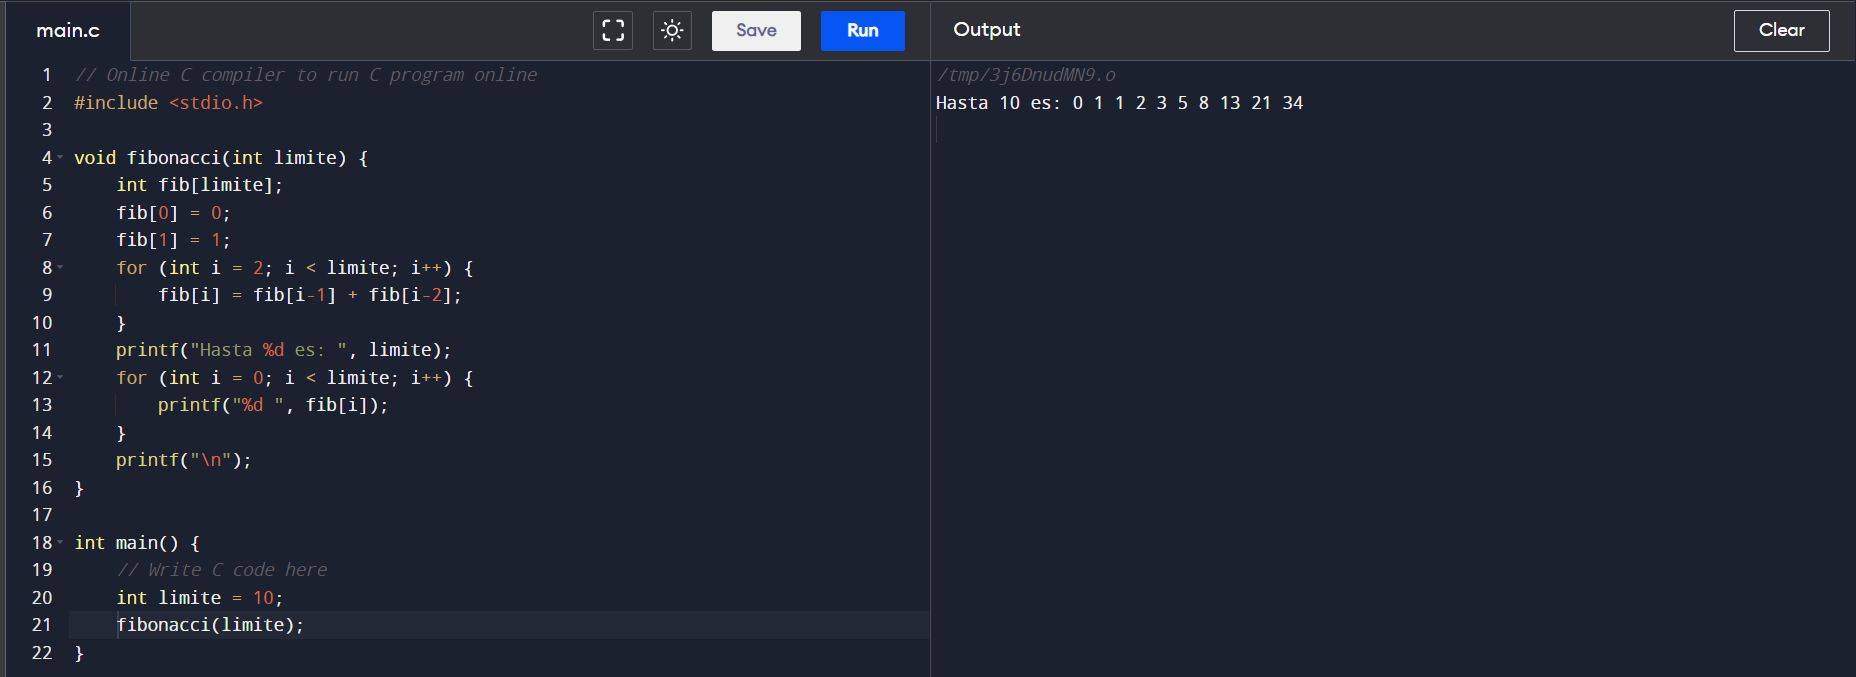 main.c
Save
Run
Output
Clear
1 // Online C compiler to run C program online
2 #include <stdio.h>
3
4 void fibonacci(int limite) {
5     int fib[limite];
6     fib[0] = 0;
7     fib[1] = 1;
8     for (int i = 2; i < limite; i++) {
9         fib[i] = fib[i-1] + fib[i-2];
10     }
11     printf("Hasta %d es: ", limite);
12     for (int i = 0; i < limite; i++) {
13         printf("%d ", fib[i]);
14     }
15     printf("\n");
16 }
17
18 int main() {
19     // Write C code here
20     int limite = 10;
21     fibonacci(limite);
22 }
/tmp/3j6DnudMN9.o
Hasta 10 es: 0 1 1 2 3 5 8 13 21 34